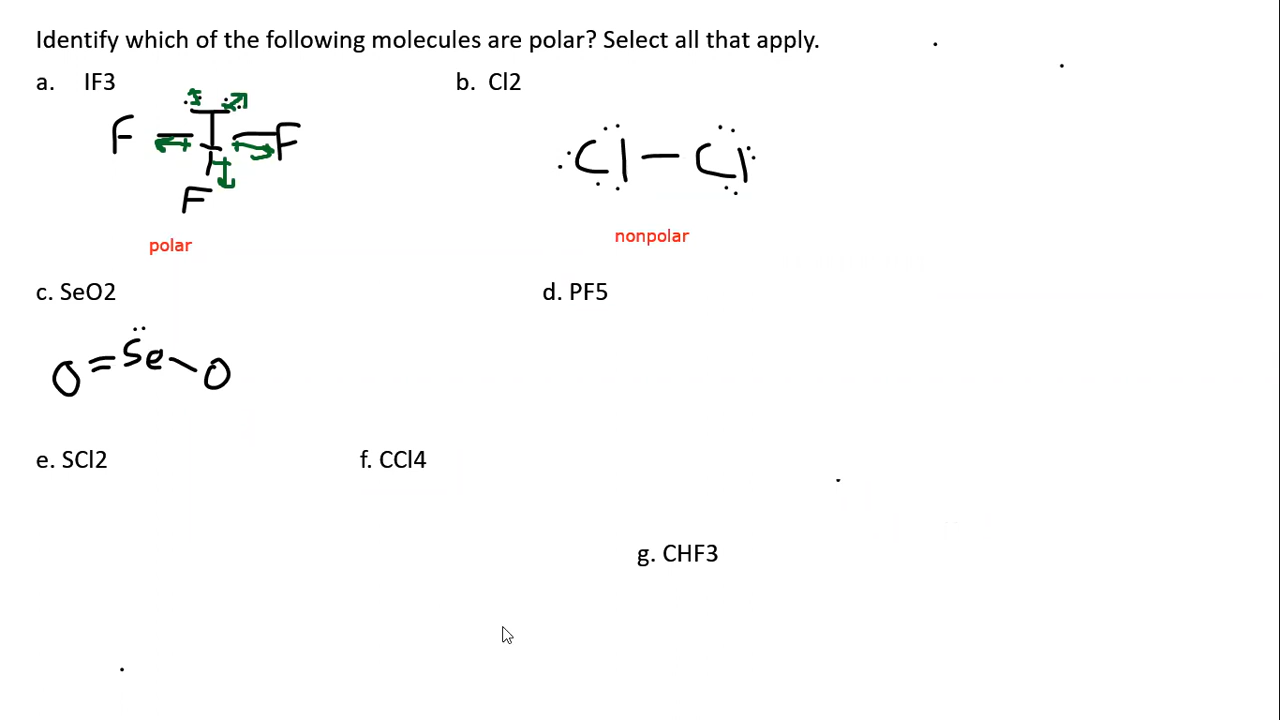 Identify which of the following molecules are polar? Select all that apply.
a. IF3
b. Cl2
F — I — F
F
Cl — Cl
polar
nonpolar
c. SeO2
d. PF5
O = Se - O
e. SCl2
f. CCl4
g. CHF3